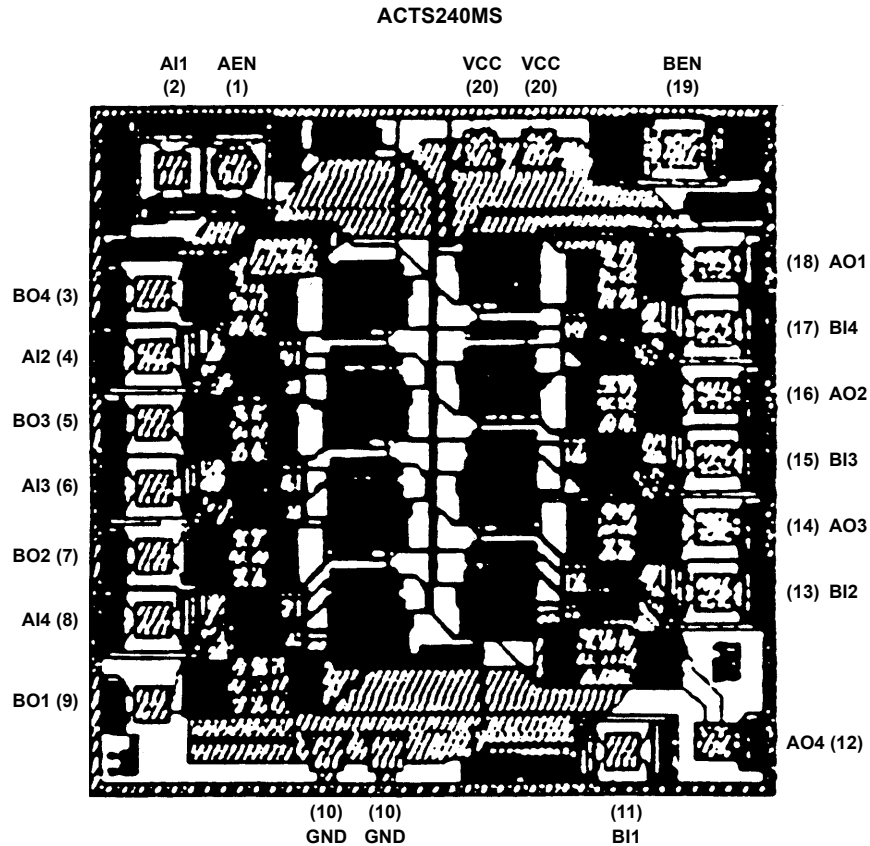 ACTS240MS
AI1 AEN VCC VCC BEN
(2) (1) (20) (20) (19)
(18) AO1
BO4 (3)
(17) BI4
AI2 (4)
(16) AO2
BO3 (5)
(15) BI3
AI3 (6)
(14) AO3
BO2 (7)
(13) BI2
AI4 (8)
BO1 (9)
AO4 (12)
(10) (10) (11)
GND GND BI1